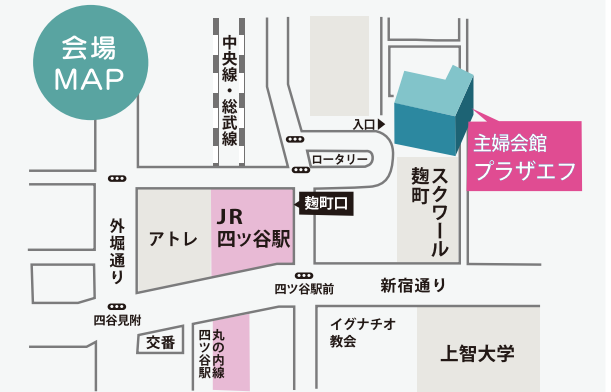 会場
MAP
中央線・総武線
入口
ロータリー
主婦会館
プラザエフ
スクワール
麹町
麹町口
JR
四ッ谷駅
アトレ
外堀通り
四ツ谷駅前
新宿通り
四谷見附
交番
丸の内線
四ツ谷駅
イグナチオ
教会
上智大学